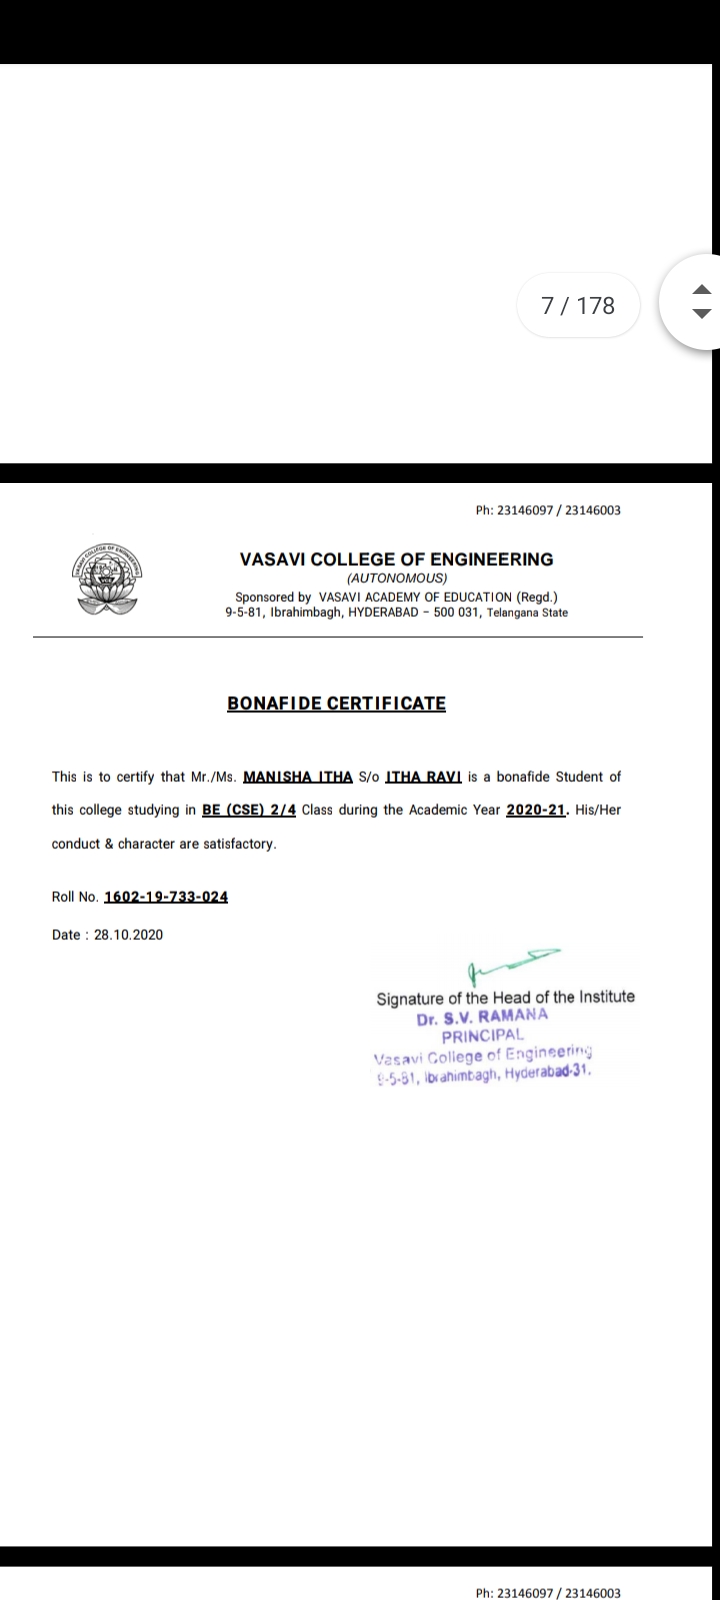 7 / 178
Ph: 23146097 / 23146003
VASAVI COLLEGE OF ENGINEERING
(AUTONOMOUS)
Sponsored by VASAVI ACADEMY OF EDUCATION (Regd.)
9-5-81, Ibrahimbagh, HYDERABAD – 500 031, Telangana State
BONAFIDE CERTIFICATE
This is to certify that Mr./Ms. MANISHA ITHA S/o ITHA RAVI is a bonafide Student of
this college studying in BE (CSE) 2/4 Class during the Academic Year 2020-21. His/Her
conduct & character are satisfactory.
Roll No. 1602-19-733-024
Date : 28.10.2020
Signature of the Head of the Institute
Dr. S.V. RAMANA
PRINCIPAL
Vasavi College of Engineering
9-5-81, Ibrahimbagh, Hyderabad-31.
Ph: 23146097 / 23146003